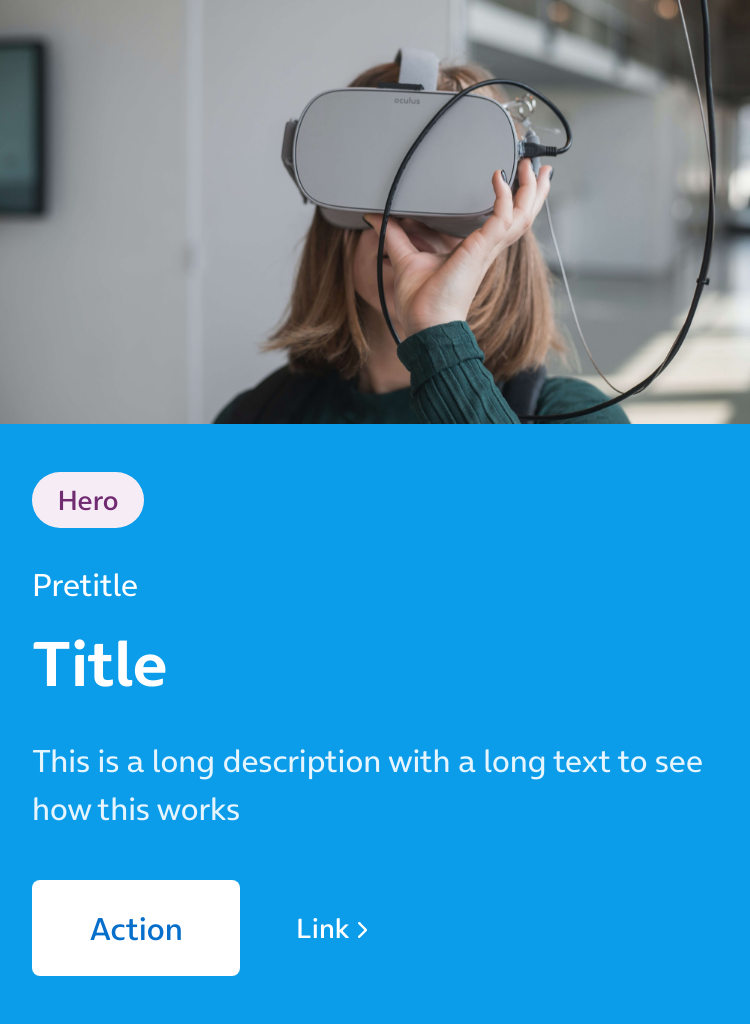 oculus
Hero
Pretitle
Title
This is a long description with a long text to see
how this works
Action
Link